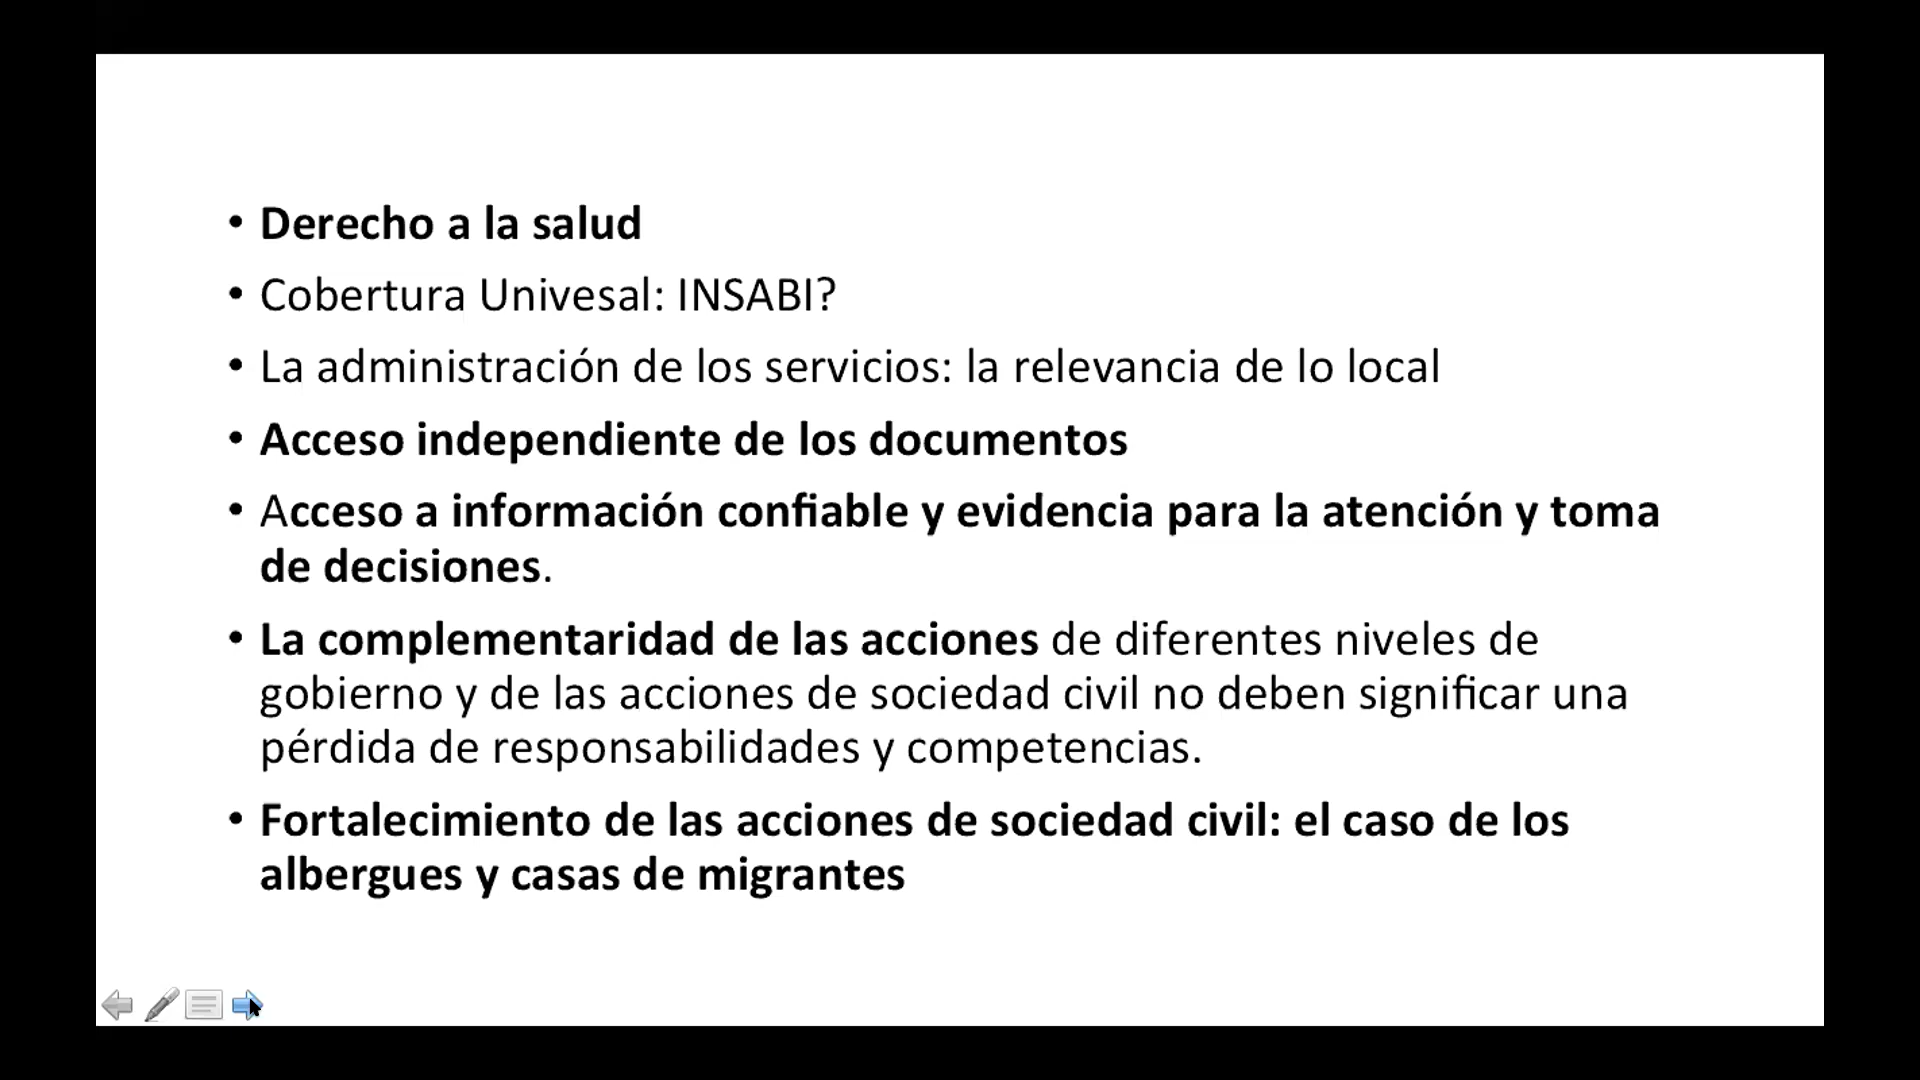 • Derecho a la salud
• Cobertura Univesal: INSABI?
• La administración de los servicios: la relevancia de lo local
• Acceso independiente de los documentos
• Acceso a información confiable y evidencia para la atención y toma
de decisiones.
• La complementaridad de las acciones de diferentes niveles de
gobierno y de las acciones de sociedad civil no deben significar una
pérdida de responsabilidades y competencias.
• Fortalecimiento de las acciones de sociedad civil: el caso de los
albergues y casas de migrantes